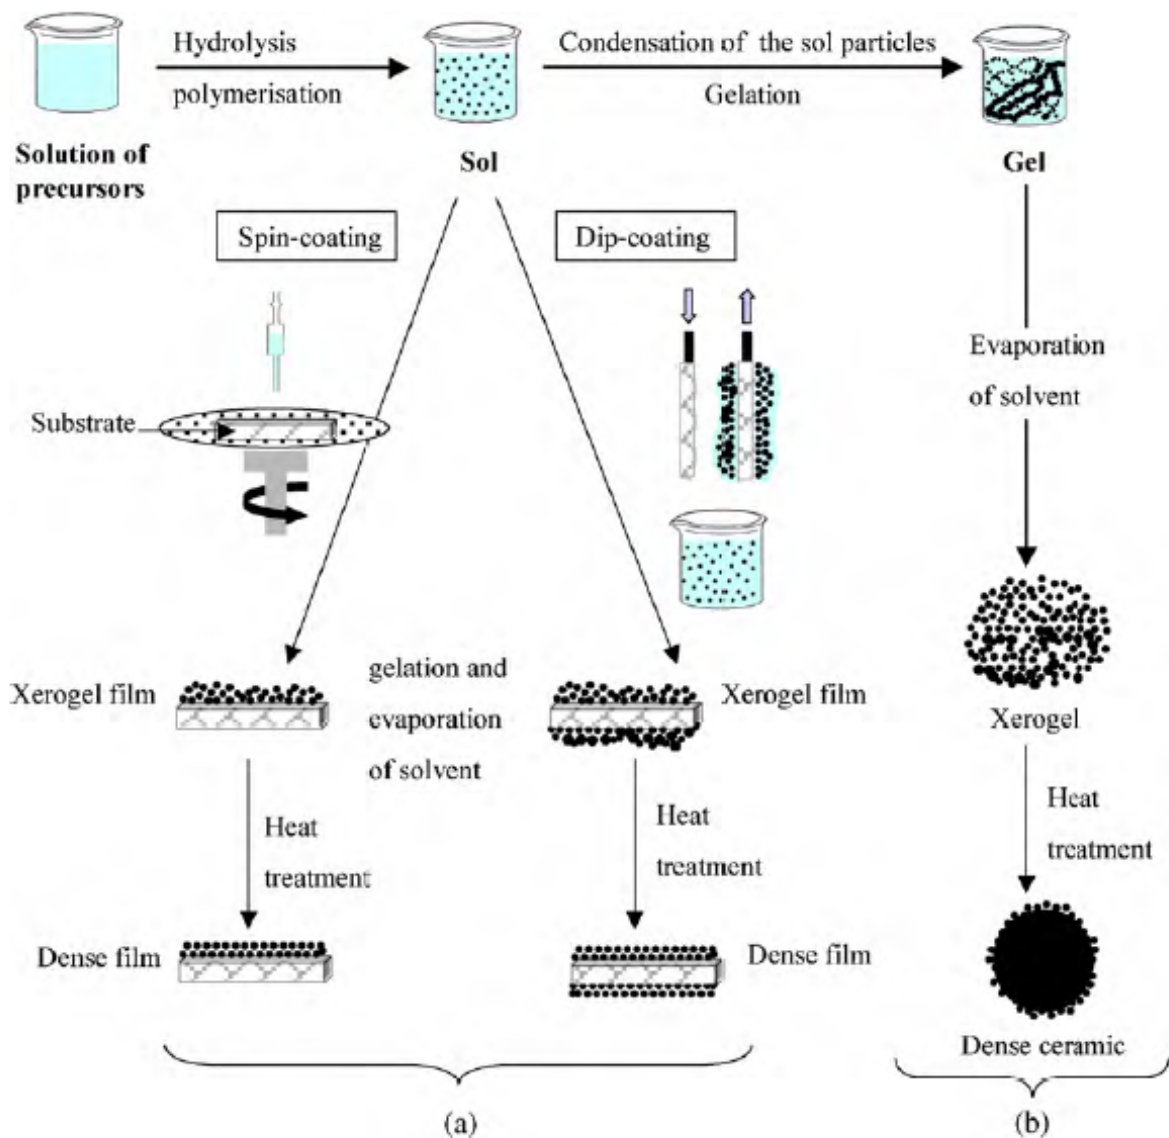 Hydrolysis
polymerisation
Condensation of the sol particles
Gelation
Solution of
precursors
Sol
Gel
Spin-coating
Dip-coating
Substrate
Evaporation
of solvent
Xerogel film
gelation and
evaporation
of solvent
Xerogel film
Xerogel
Heat
treatment
Heat
treatment
Heat
treatment
Dense film
Dense film
Dense ceramic
(a)
(b)